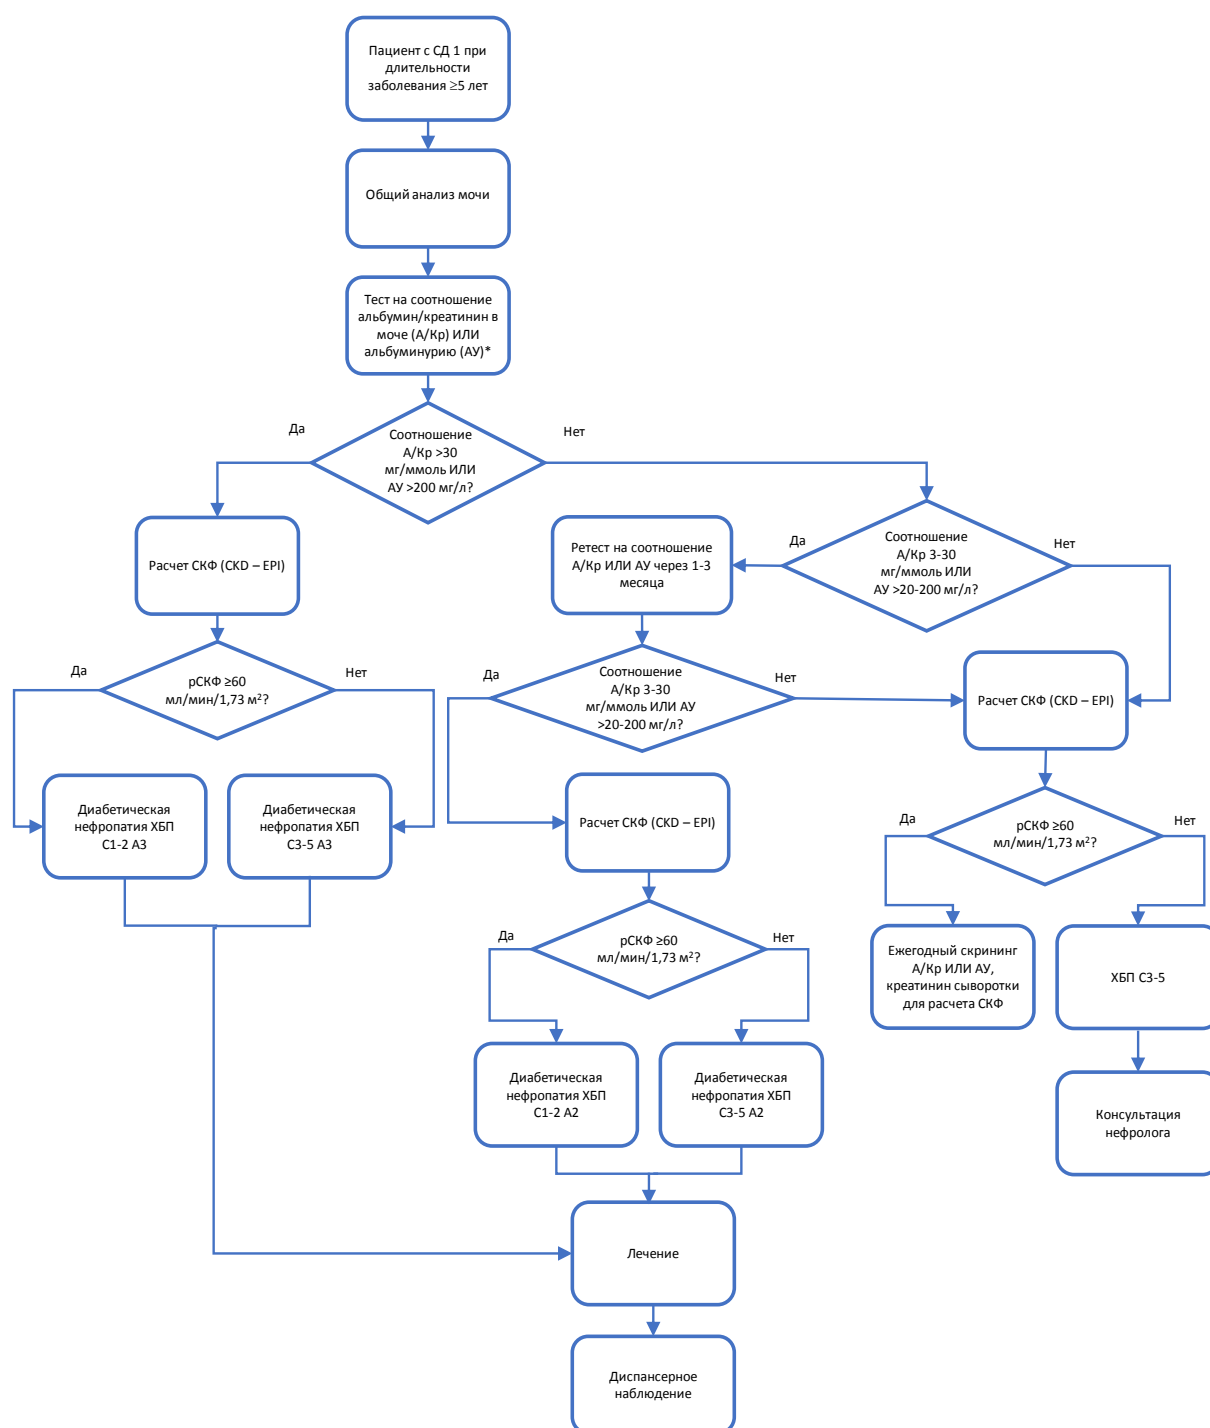 Пациент с СД 1 при
длительности
заболевания ≥5 лет
Общий анализ мочи
Тест на соотношение
альбумин/креатинин в
моче (А/Кр) ИЛИ
альбуминурию (АУ)*
Да
Нет
Соотношение
А/Кр >30
мг/ммоль ИЛИ
АУ >200 мг/л?
Расчет СКФ (CKD – EPI)
Ретест на соотношение
А/Кр ИЛИ АУ через 1-3
месяца
Да
Соотношение
А/Кр 3-30
мг/ммоль ИЛИ
АУ >20-200 мг/л?
Нет
Да
рСКФ ≥60
мл/мин/1,73 м²?
Нет
Да
Соотношение
А/Кр 3-30
мг/ммоль ИЛИ АУ
>20-200 мг/л?
Нет
Расчет СКФ (CKD – EPI)
Диабетическая
нефропатия ХБП
С1-2 А3
Диабетическая
нефропатия ХБП
С3-5 А3
Расчет СКФ (CKD – EPI)
Да
рСКФ ≥60
мл/мин/1,73 м²?
Нет
Да
рСКФ ≥60
мл/мин/1,73 м²?
Нет
Ежегодный скрининг
А/Кр ИЛИ АУ,
креатинин сыворотки
для расчета СКФ
ХБП С3-5
Диабетическая
нефропатия ХБП
С1-2 А2
Диабетическая
нефропатия ХБП
С3-5 А2
Консультация
нефролога
Лечение
Диспансерное
наблюдение